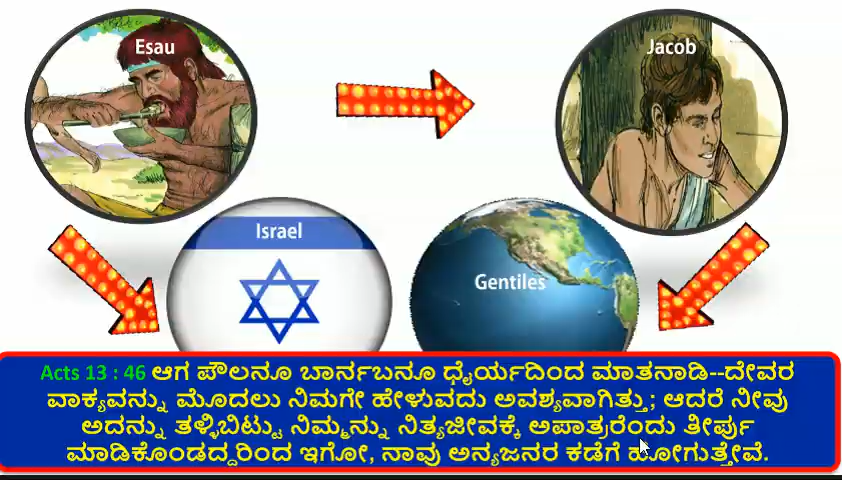 Esau
Jacob
Israel
Gentiles
Acts 13 : 46 ಆಗ ಪೌಲನೂ ಬಾರ್ನಬನೂ ಧೈರ್ಯದಿಂದ ಮಾತನಾಡಿ--ದೇವರ
ವಾಕ್ಯವನ್ನು ಮೊದಲು ನಿಮಗೇ ಹೇಳುವದು ಅವಶ್ಯವಾಗಿತ್ತು; ಆದರೆ ನೀವು
ಅದನ್ನು ತಳ್ಳಿಬಿಟ್ಟು ನಿಮ್ಮನ್ನು ನಿತ್ಯಜೀವಕ್ಕೆ ಅಪಾತ್ರರೆಂದು ತೀರ್ಪು
ಮಾಡಿಕೊಂಡದ್ದರಿಂದ ಇಗೋ, ನಾವು ಅನ್ಯಜನರ ಕಡೆಗೆ ಹೋಗುತ್ತೇವೆ.